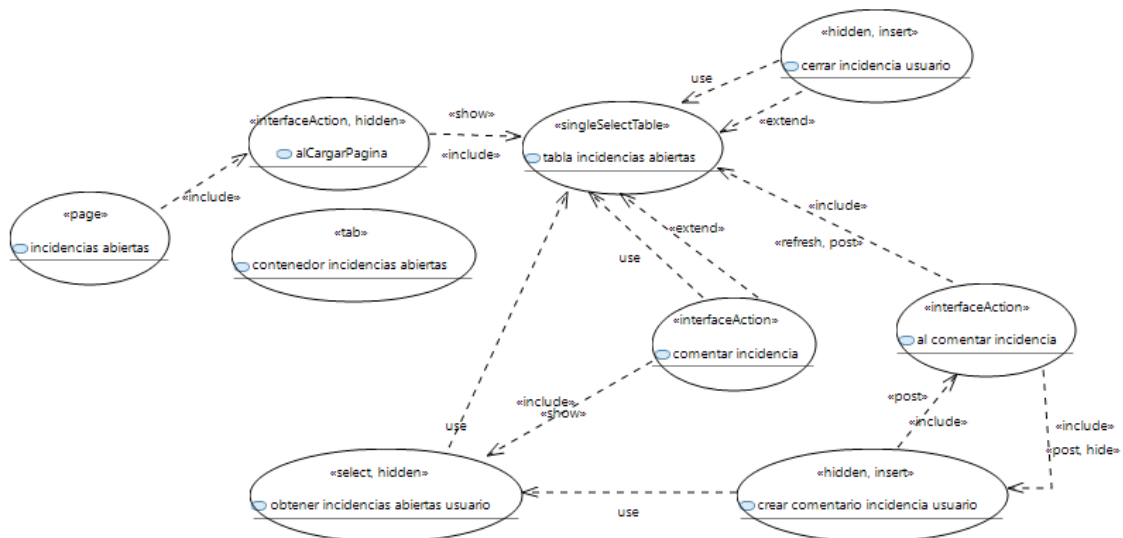 «hidden, insert»
cerrar incidencia usuario
use
«extend»
«interfaceAction, hidden»
alCargarPagina
«show»
«include»
«singleSelectTable»
tabla incidencias abiertas
«include»
«page»
incidencias abiertas
«tab»
contenedor incidencias abiertas
«extend»
use
«include»
«refresh, post»
«interfaceAction»
comentar incidencia
«interfaceAction»
al comentar incidencia
«include»
«show»
use
«post»
«include»
«include»
«post, hide»
«select, hidden»
obtener incidencias abiertas usuario
use
«hidden, insert»
crear comentario incidencia usuario